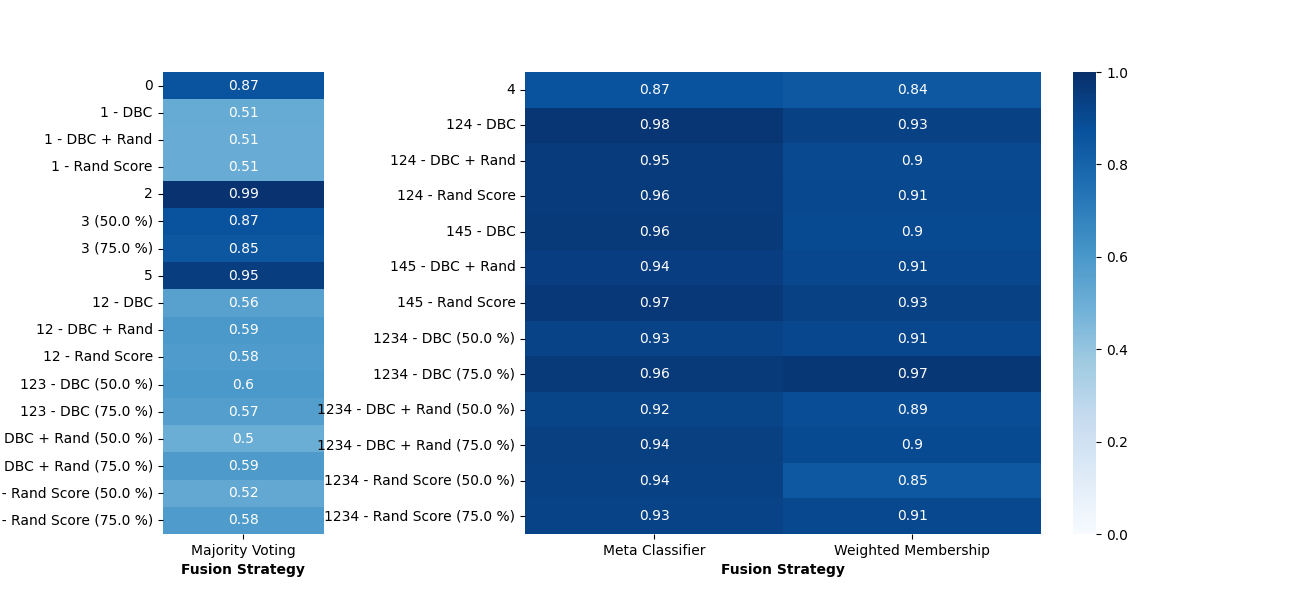 0 0.87
1 - DBC 0.51
1 - DBC + Rand 0.51
1 - Rand Score 0.51
2 0.99
3 (50.0 %) 0.87
3 (75.0 %) 0.85
5 0.95
12 - DBC 0.56
12 - DBC + Rand 0.59
12 - Rand Score 0.58
123 - DBC (50.0 %) 0.6
123 - DBC (75.0 %) 0.57
DBC + Rand (50.0 %) 0.5
DBC + Rand (75.0 %) 0.59
- Rand Score (50.0 %) 0.52
- Rand Score (75.0 %) 0.58
Majority Voting
Fusion Strategy
4 0.87 0.84
124 - DBC 0.98 0.93
124 - DBC + Rand 0.95 0.9
124 - Rand Score 0.96 0.91
145 - DBC 0.96 0.9
145 - DBC + Rand 0.94 0.91
145 - Rand Score 0.97 0.93
1234 - DBC (50.0 %) 0.93 0.91
1234 - DBC (75.0 %) 0.96 0.97
1234 - DBC + Rand (50.0 %) 0.92 0.89
1234 - DBC + Rand (75.0 %) 0.94 0.9
1234 - Rand Score (50.0 %) 0.94 0.85
1234 - Rand Score (75.0 %) 0.93 0.91
Meta Classifier Weighted Membership
Fusion Strategy
1.0
0.8
0.6
0.4
0.2
0.0